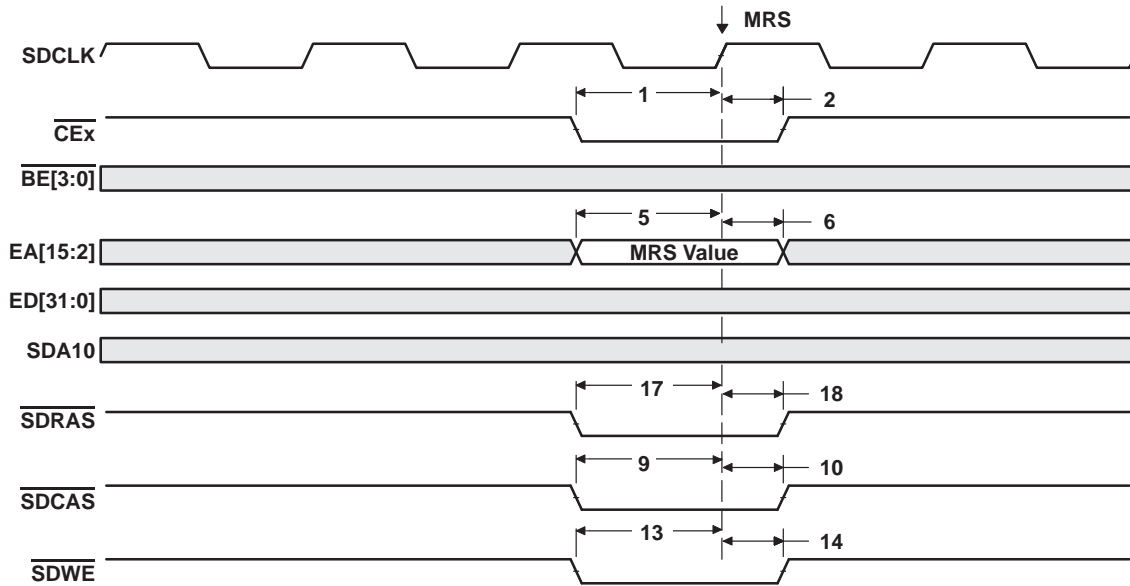 MRS
SDCLK
1 2
CEx
BE[3:0]
5 6
EA[15:2] MRS Value
ED[31:0]
SDA10
17 18
SDRAS
9 10
SDCAS
13 14
SDWE